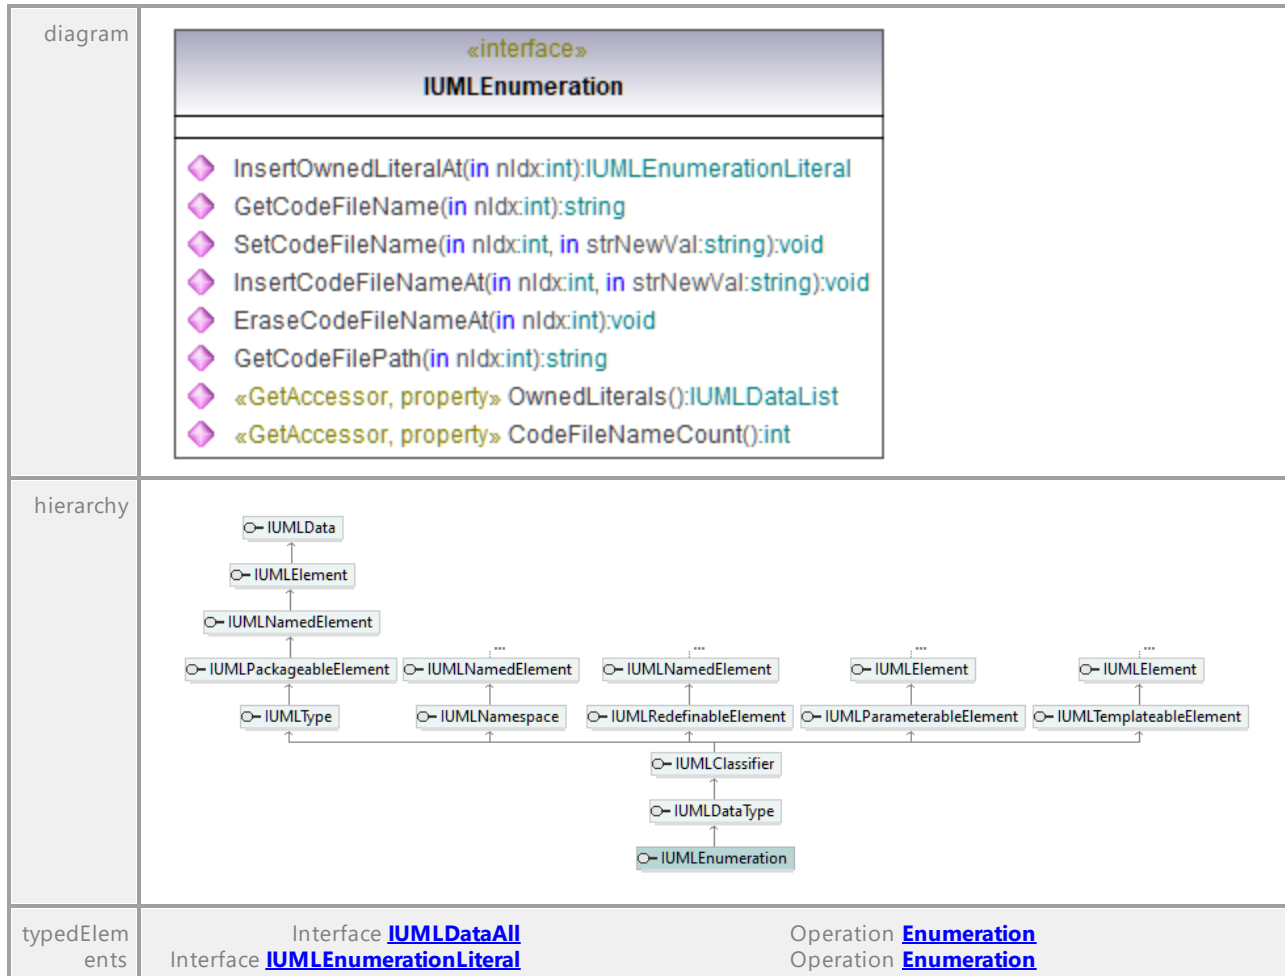 diagram
«interface»
IUMLEnumeration
InsertOwnedLiteralAt(in nIdx:int):IUMLEnumerationLiteral
GetCodeFileName(in nIdx:int):string
SetCodeFileName(in nIdx:int, in strNewVal:string):void
InsertCodeFileNameAt(in nIdx:int, in strNewVal:string):void
EraseCodeFileNameAt(in nIdx:int):void
GetCodeFilePath(in nIdx:int):string
«GetAccessor, property» OwnedLiterals():IUMLDataList
«GetAccessor, property» CodeFileNameCount():int
hierarchy
IUMLData
IUMLElement
IUMLNamedElement
... ... ... ...
IUMLPackageableElement IUMLNamedElement IUMLNamedElement IUMLElement IUMLElement
IUMLType IUMLNamespace IUMLRedefinableElement IUMLParameterableElement IUMLTemplateableElement
IUMLClassifier
IUMLDataType
IUMLEnumeration
typedElem Interface IUMLDataAll Operation Enumeration
ents Interface IUMLEnumerationLiteral Operation Enumeration